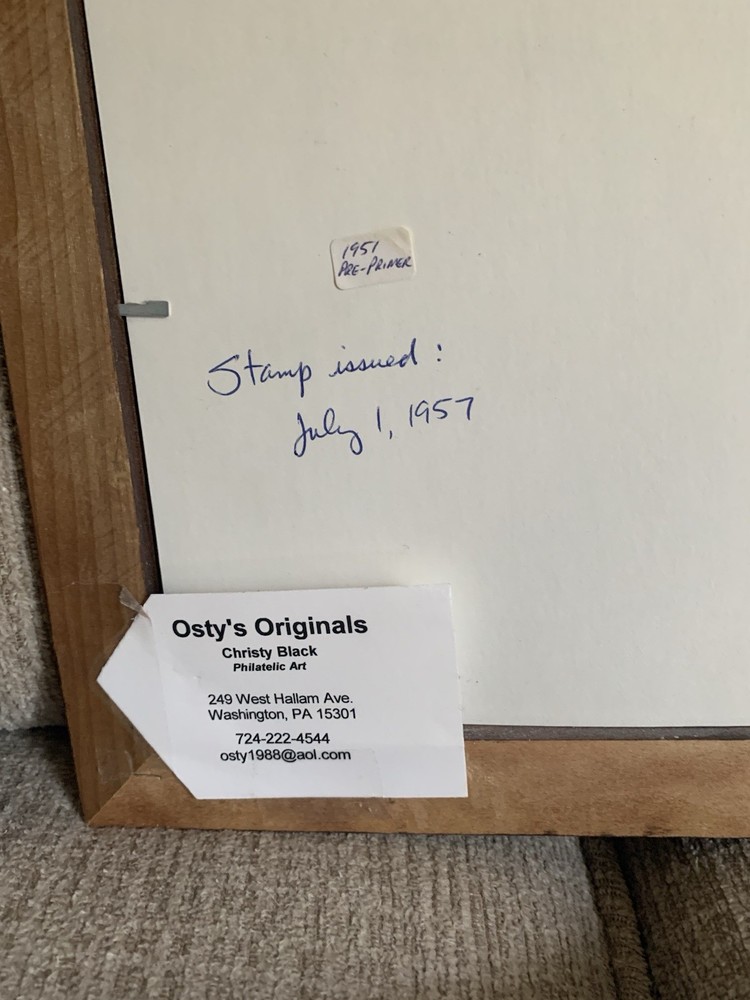 1951
PRE-PRIMER
Stamp issued:
July 1, 1957
Osty's Originals
Christy Black
Philatelic Art
249 West Hallam Ave.
Washington, PA 15301
724-222-4544
osty1988@aol.com